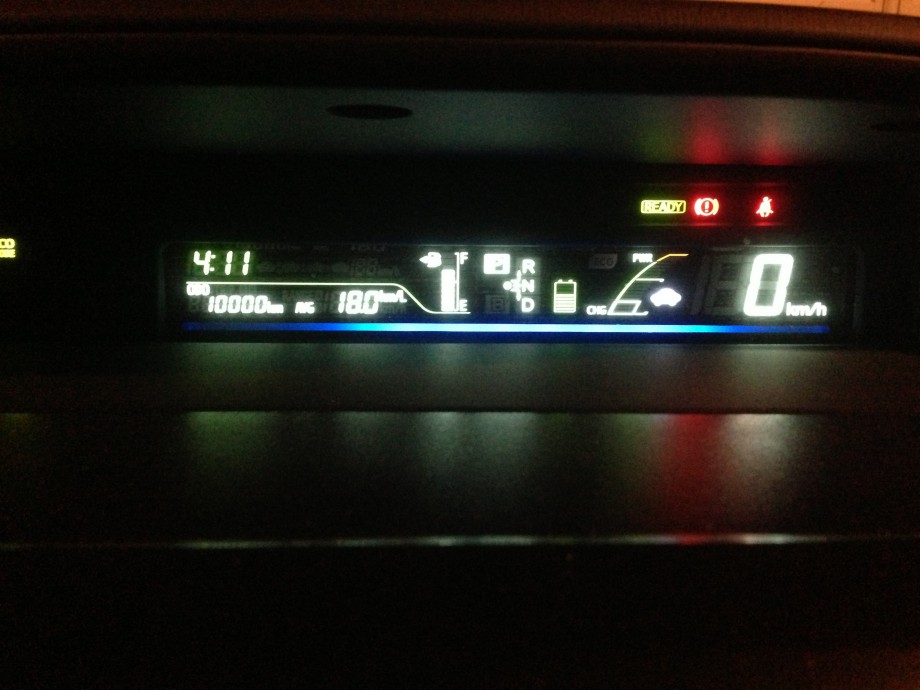 READY
4:11
F
P R
PWR
0 km/h
N
ODO
10000km AVG 18.0km/L
E
D
CHG